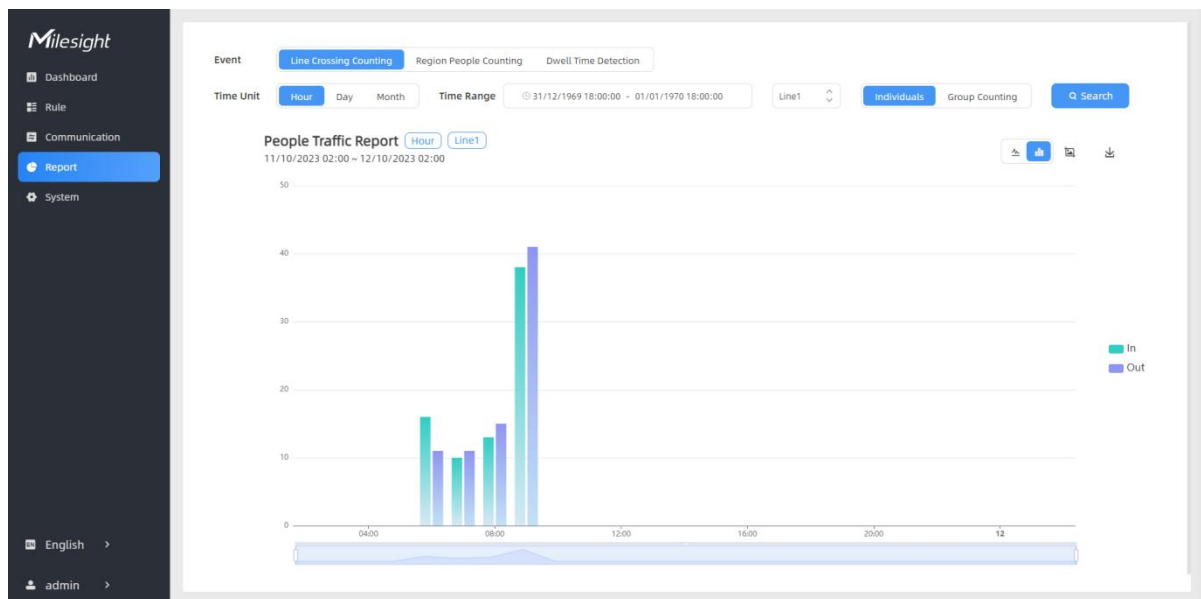 Milesight
Dashboard
Rule
Communication
Report
System
EN English >
admin >
Event Line Crossing Counting Region People Counting Dwell Time Detection
Time Unit Hour Day Month Time Range 31/12/1969 18:00:00 - 01/01/1970 18:00:00 Line1 Individuals Group Counting Search
People Traffic Report Hour Line1
11/10/2023 02:00 ~ 12/10/2023 02:00
50
40
30
20
10
0
04:00 08:00 12:00 16:00 20:00 12
In
Out